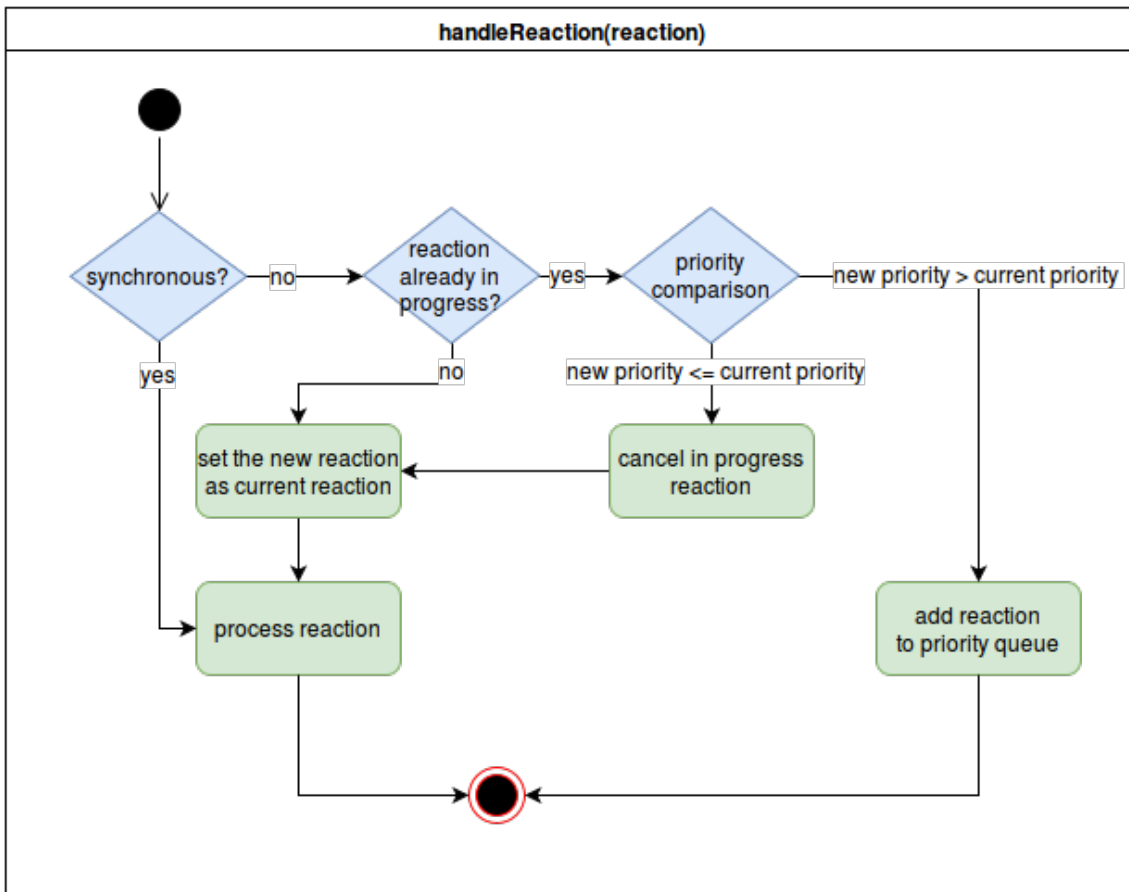 handleReaction(reaction)
synchronous?
no
reaction
already in
progress?
yes
priority
comparison
new priority > current priority
yes
no
new priority <= current priority
set the new reaction
as current reaction
cancel in progress
reaction
process reaction
add reaction
to priority queue